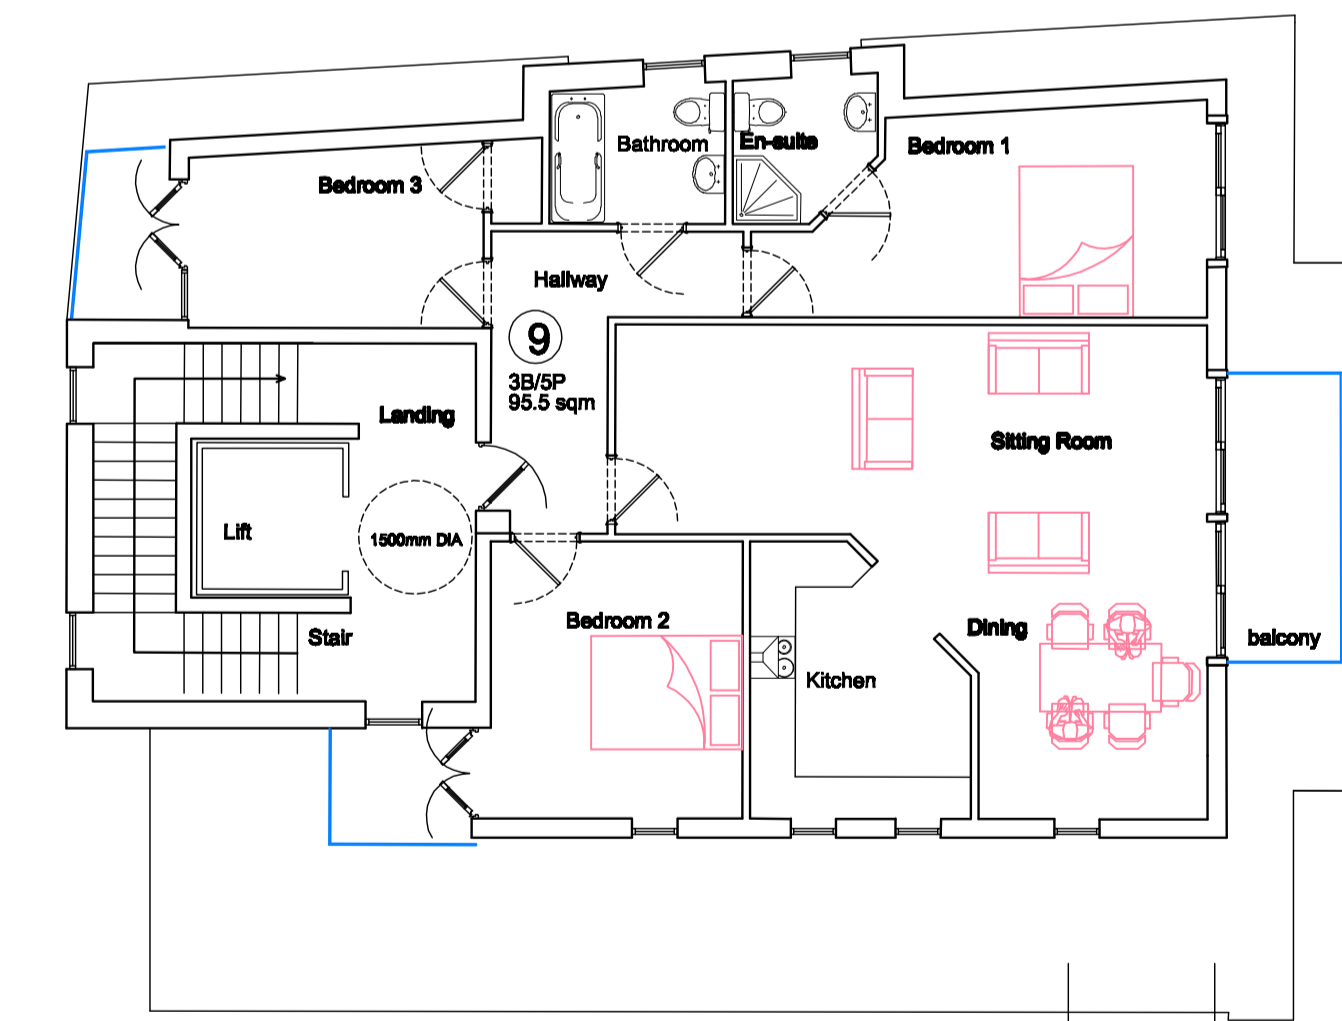 Bathroom
En-suite
Bedroom 1
Bedroom 3
Hallway
9
3B/5P
95.5 sqm
Landing
Sitting Room
Lift
1500mm DIA
Bedroom 2
Dining
Stair
balcony
Kitchen